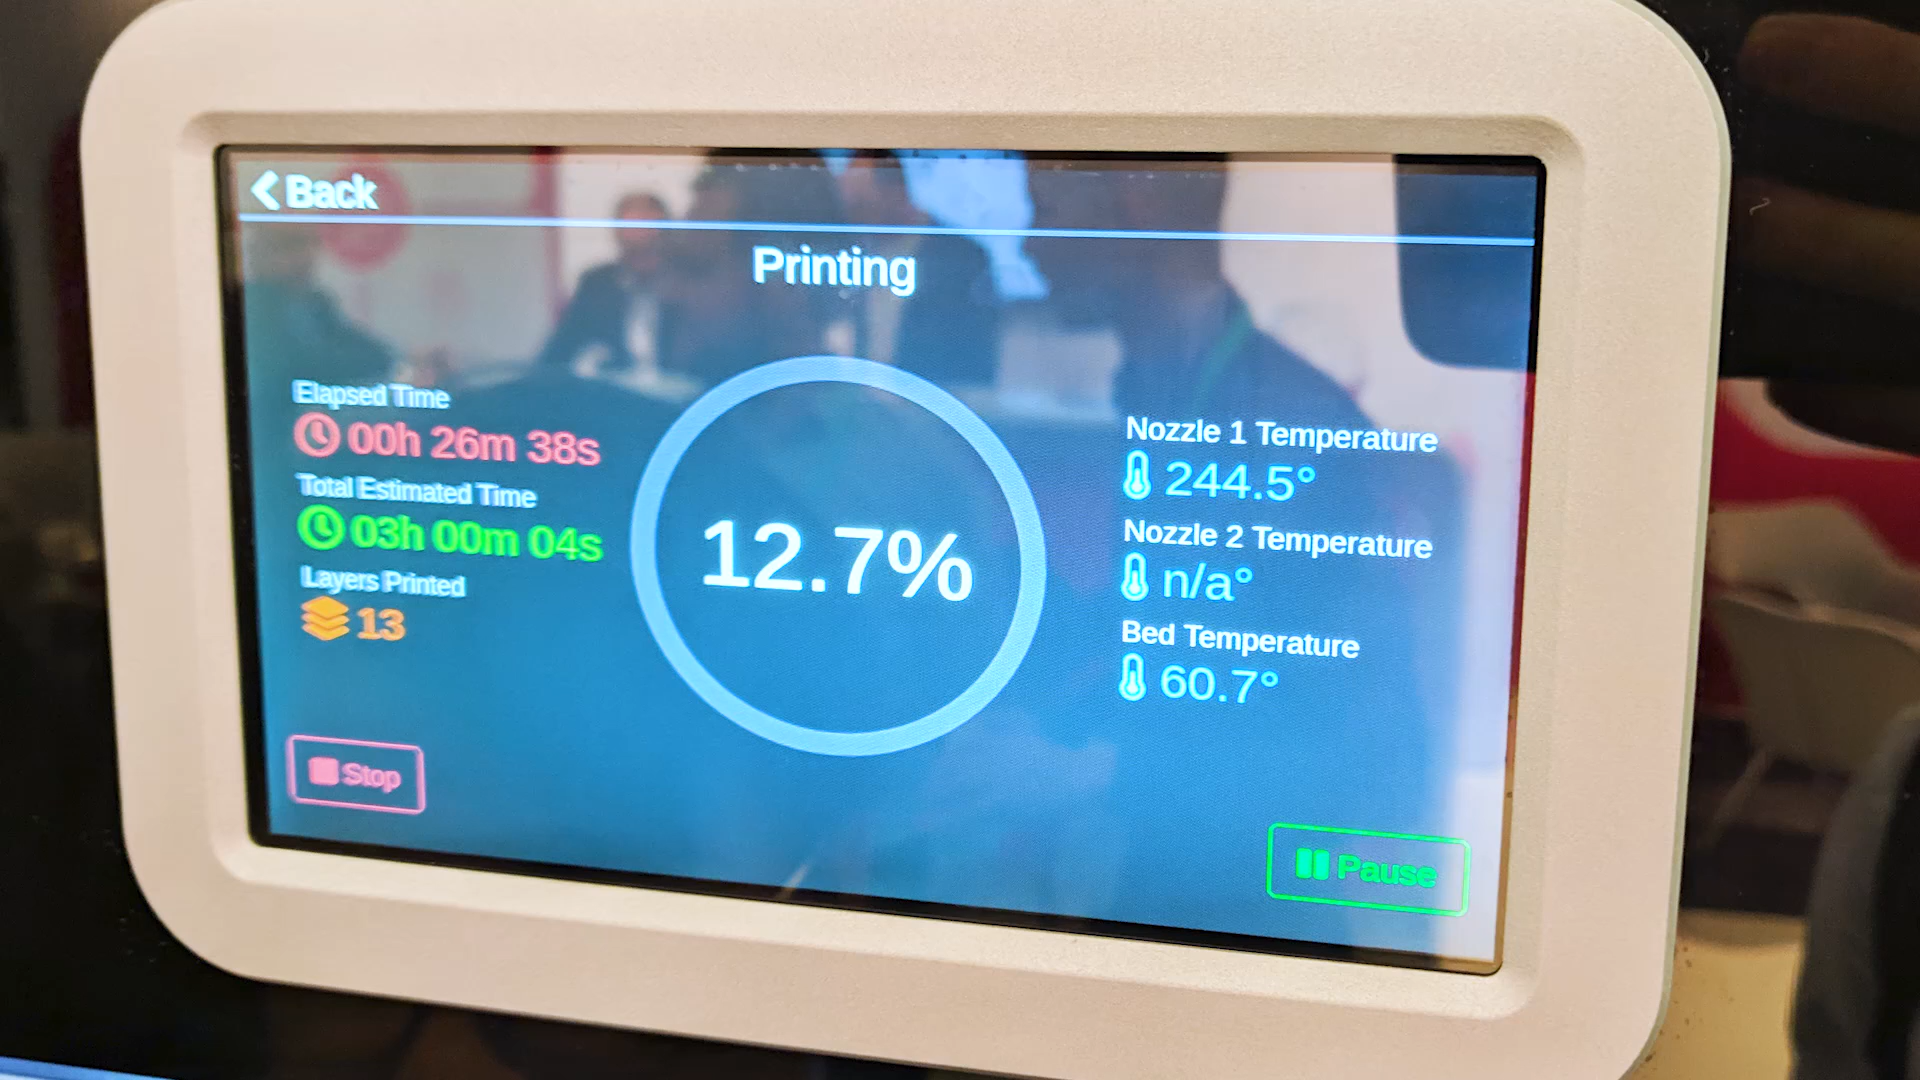 Back
Printing
Elapsed Time
00h 26m 38s
Total Estimated Time
03h 00m 04s
Layers Printed
13
12.7%
Nozzle 1 Temperature
244.5°
Nozzle 2 Temperature
n/a°
Bed Temperature
60.7°
Stop
Pause